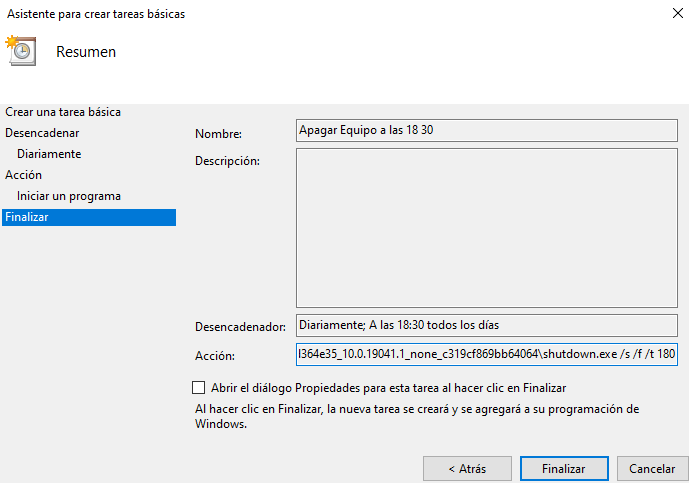 Asistente para crear tareas básicas
Resumen
Crear una tarea básica
Desencadenar
Diariamente
Acción
Iniciar un programa
Finalizar
Nombre:
Apagar Equipo a las 18 30
Descripción:
Desencadenador:
Diariamente; A las 18:30 todos los días
Acción:
l364e35_10.0.19041.1_none_c319cf869bb64064\shutdown.exe /s /f /t 180
Abrir el diálogo Propiedades para esta tarea al hacer clic en Finalizar
Al hacer clic en Finalizar, la nueva tarea se creará y se agregará a su programación de
Windows.
< Atrás
Finalizar
Cancelar